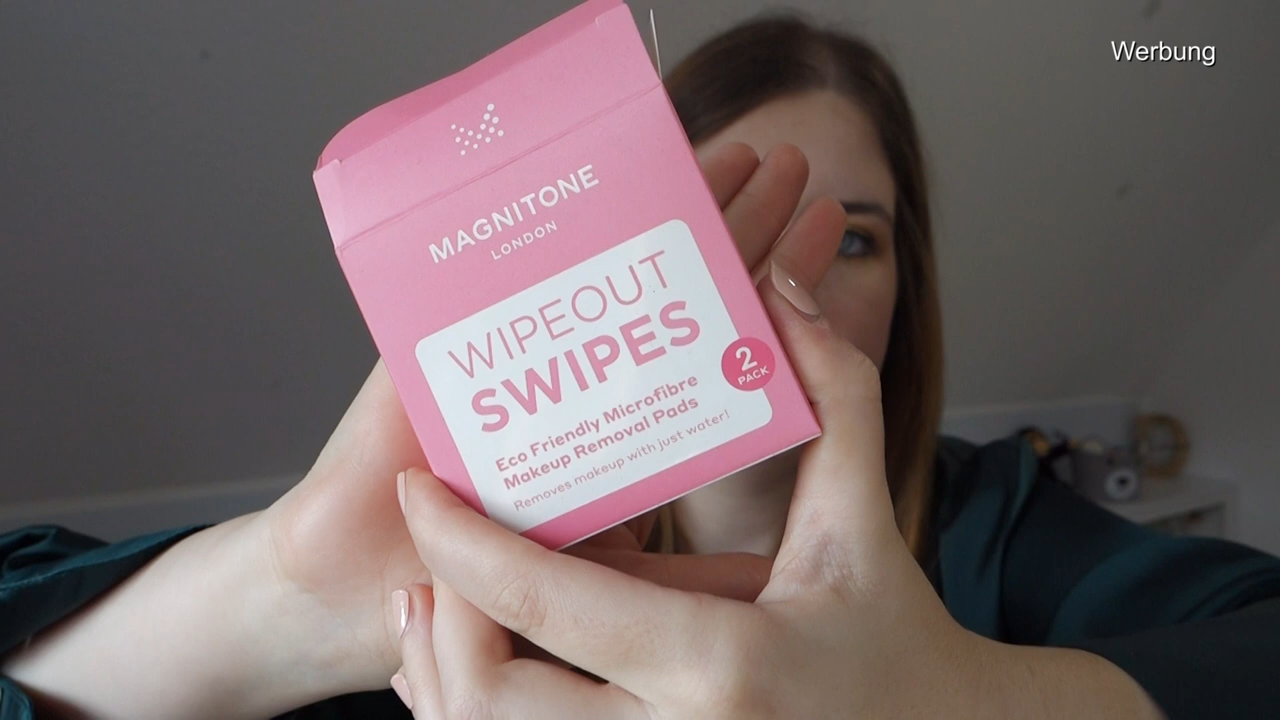 Werbung
MAGNITONE
LONDON
WIPEOUT
SWIPES
2
PACK
Eco Friendly Microfibre
Makeup Removal Pads
Removes makeup with just water!